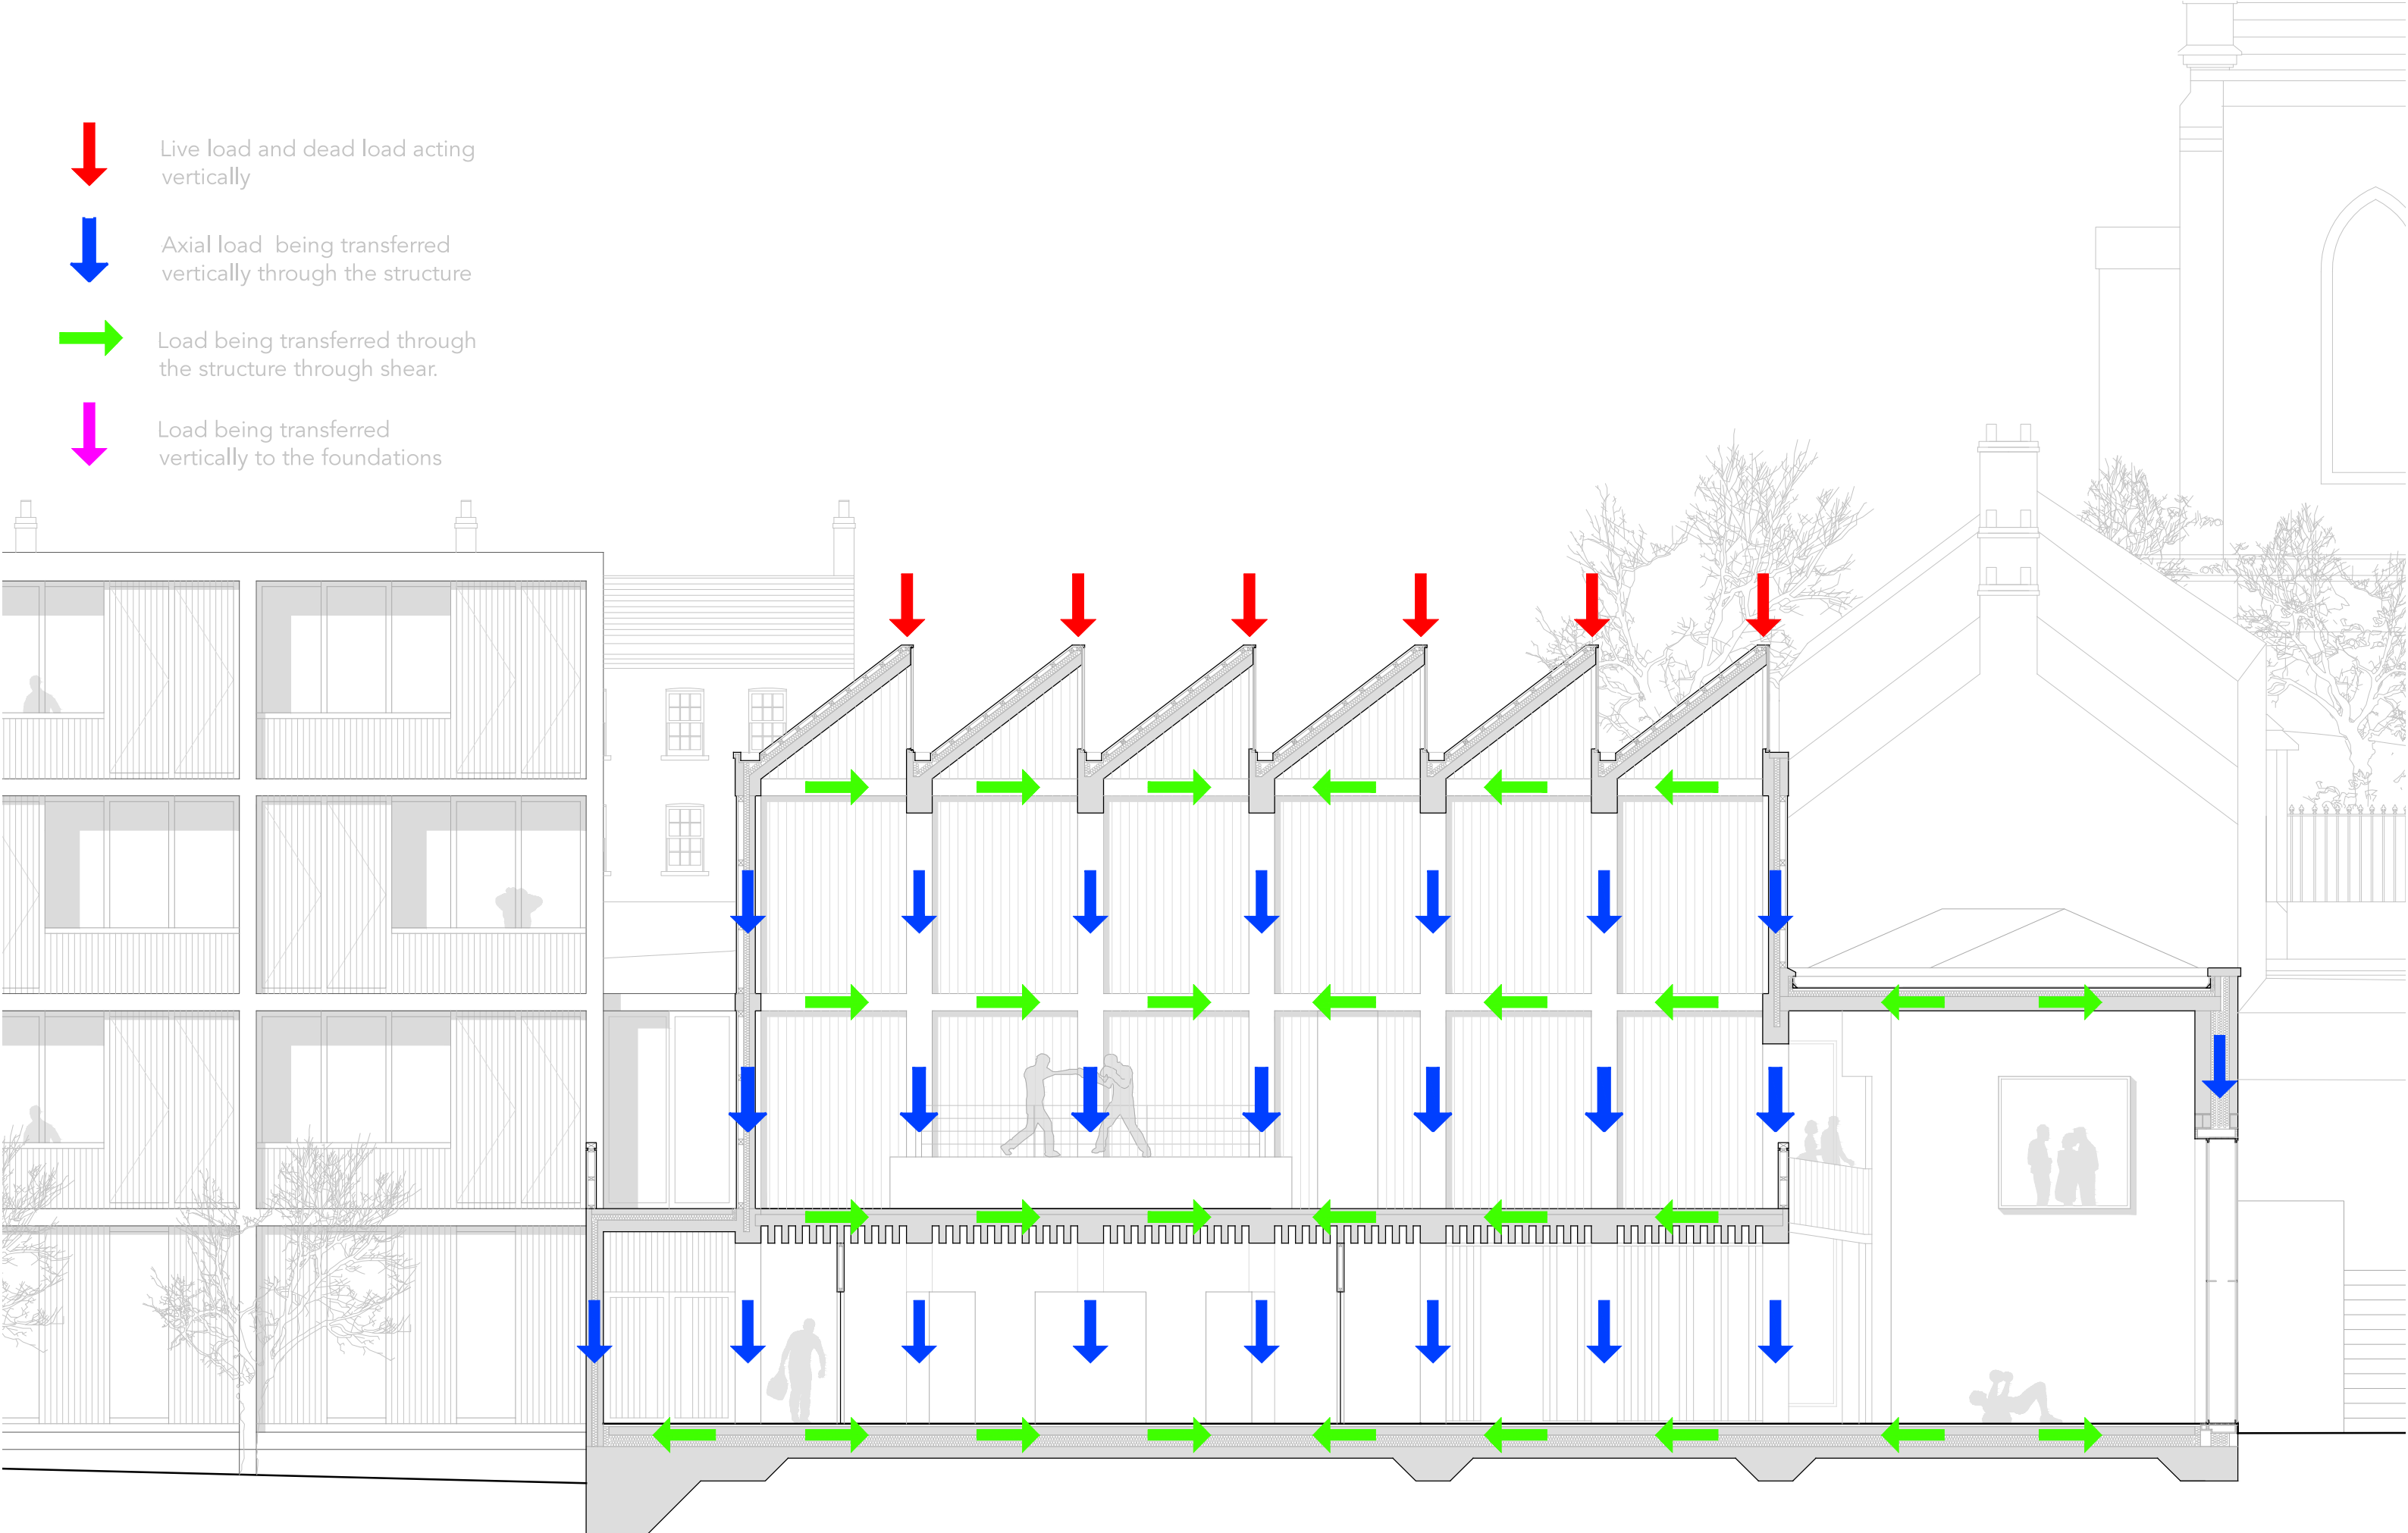 Live load and dead load acting
vertically
Axial load  being transferred
vertically through the structure
Load being transferred through
the structure through shear.
Load being transferred
vertically to the foundations